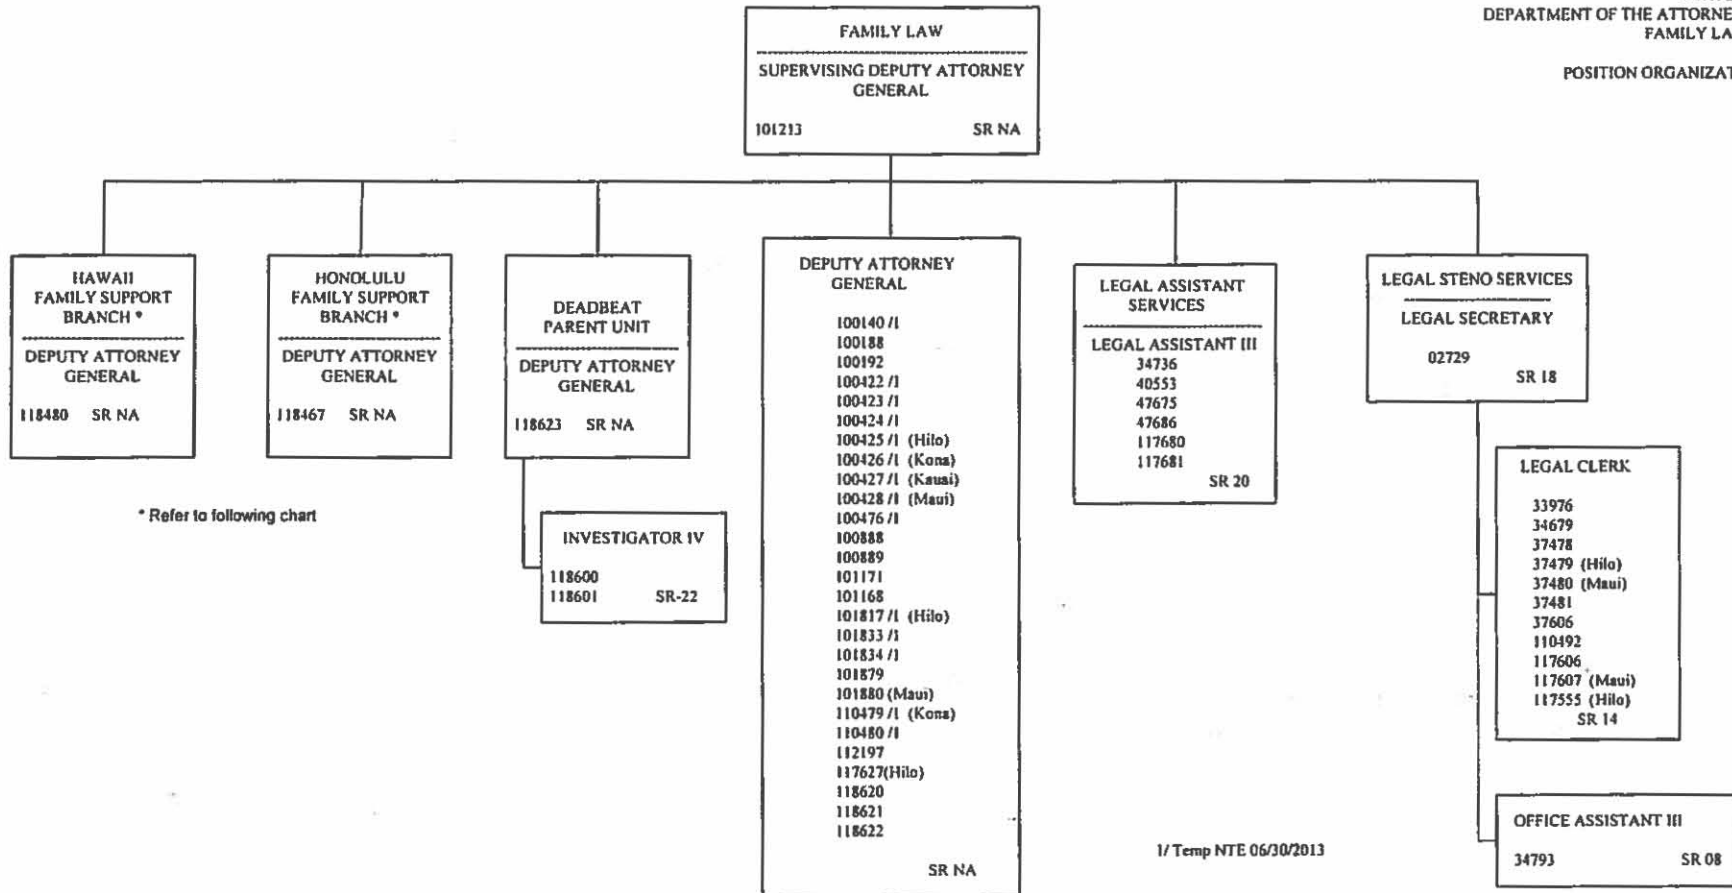 DEPARTMENT OF THE ATTORNE
FAMILY LA
POSITION ORGANIZAT
FAMILY LAW
SUPERVISING DEPUTY ATTORNEY
GENERAL
101213 SR NA
HAWAII
FAMILY SUPPORT
BRANCH *
DEPUTY ATTORNEY
GENERAL
118480 SR NA
HONOLULU
FAMILY SUPPORT
BRANCH *
DEPUTY ATTORNEY
GENERAL
118467 SR NA
DEADBEAT
PARENT UNIT
DEPUTY ATTORNEY
GENERAL
118623 SR NA
INVESTIGATOR IV
118600
118601 SR-22
* Refer to following chart
DEPUTY ATTORNEY
GENERAL
100140 /1
100188
100192
100422 /1
100423 /1
100424 /1
100425 /1 (Hilo)
100426 /1 (Kona)
100427 /1 (Kauai)
100428 /1 (Maui)
100476 /1
100888
100889
101171
101168
101817 /1 (Hilo)
101833 /1
101834 /1
101879
101880 (Maui)
110479 /1 (Kona)
110480 /1
112197
117627(Hilo)
118620
118621
118622
SR NA
LEGAL ASSISTANT
SERVICES
LEGAL ASSISTANT III
34736
40553
47675
47686
117680
117681
SR 20
LEGAL STENO SERVICES
LEGAL SECRETARY
02729
SR 18
LEGAL CLERK
33976
34679
37478
37479 (Hilo)
37480 (Maui)
37481
37606
110492
117606
117607 (Maui)
117555 (Hilo)
SR 14
OFFICE ASSISTANT III
34793 SR 08
1/ Temp NTE 06/30/2013